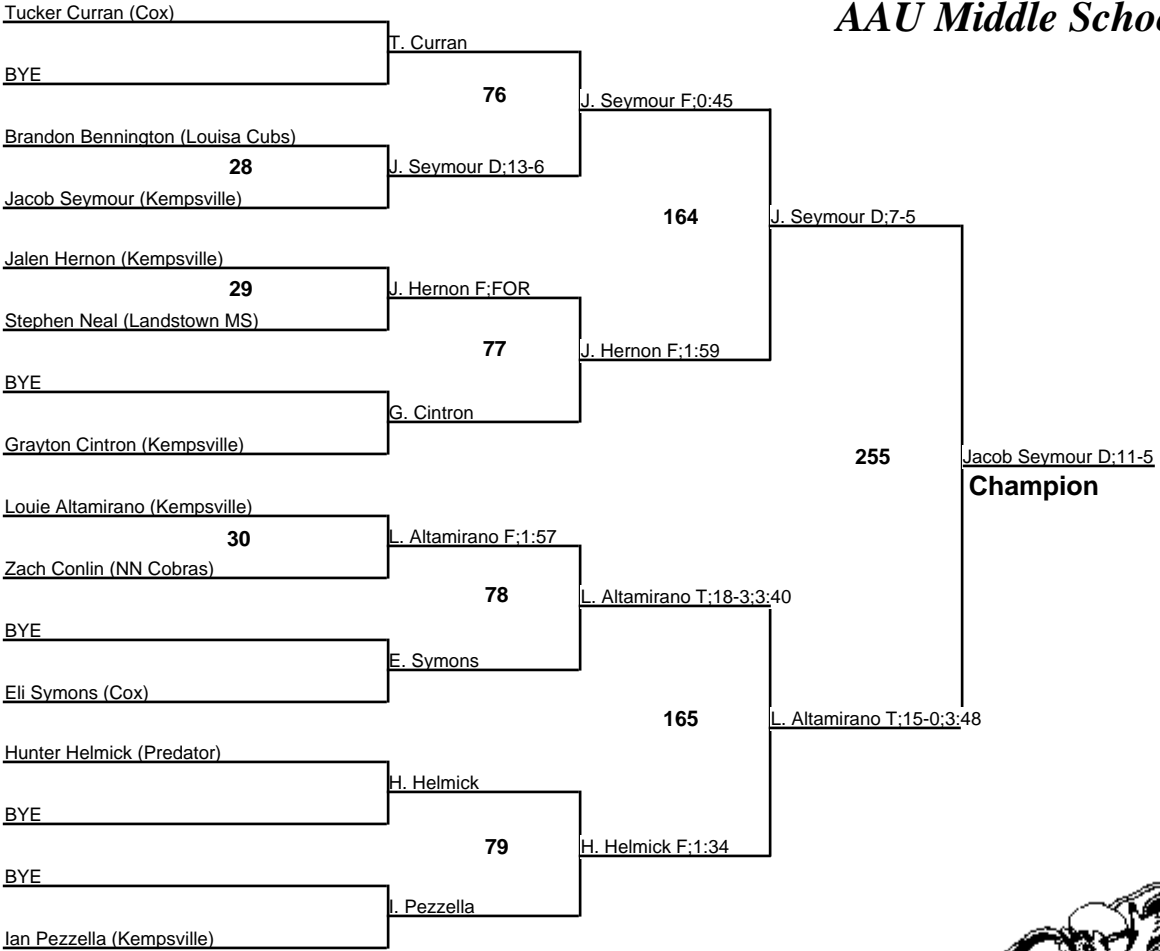 AAU Middle Schoo
Tucker Curran (Cox)
T. Curran
BYE
76
J. Seymour F;0:45
Brandon Bennington (Louisa Cubs)
28
J. Seymour D;13-6
Jacob Seymour (Kempsville)
164
J. Seymour D;7-5
Jalen Hernon (Kempsville)
29
J. Hernon F;FOR
Stephen Neal (Landstown MS)
77
J. Hernon F;1:59
BYE
G. Cintron
Grayton Cintron (Kempsville)
255
Jacob Seymour D;11-5
Champion
Louie Altamirano (Kempsville)
30
L. Altamirano F;1:57
Zach Conlin (NN Cobras)
78
L. Altamirano T;18-3;3:40
BYE
E. Symons
Eli Symons (Cox)
165
L. Altamirano T;15-0;3:48
Hunter Helmick (Predator)
H. Helmick
BYE
79
H. Helmick F;1:34
BYE
I. Pezzella
Ian Pezzella (Kempsville)